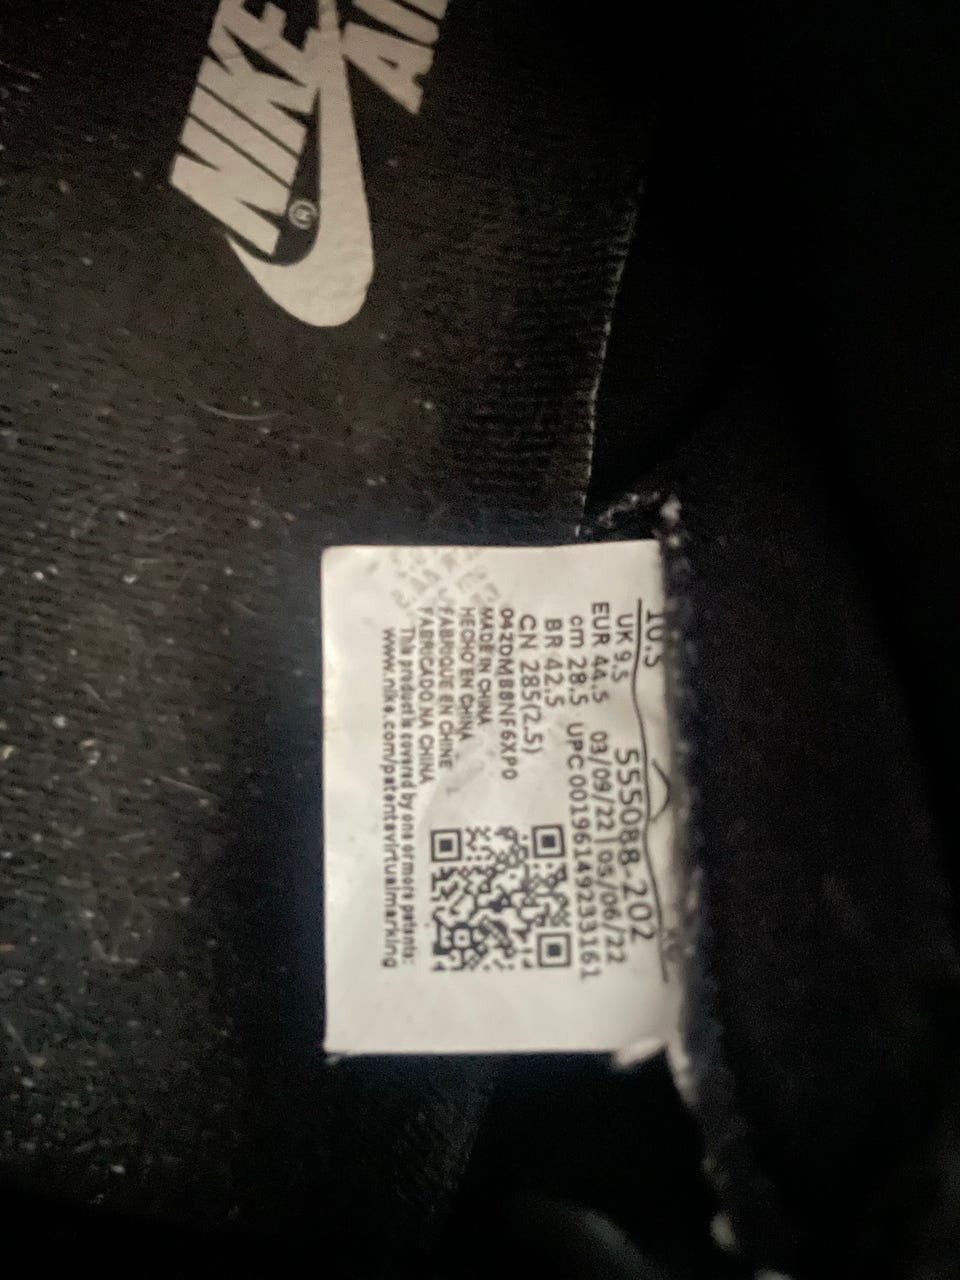 NIKE ®
AIR
10.5
UK 9.5 555088-202
EUR 44.5 03/09/22 | 05/06/22
cm 28.5 UPC 00196149233161
BR 42.5
CN 285(2.5)
04ZDM88NF6XP0
MADE IN CHINA
HECHO EN CHINA
FABRIQUE EN CHINE
FABRICADO NA CHINA
This product is covered by one or more patents:
www.nike.com/patentsvirtualmarking